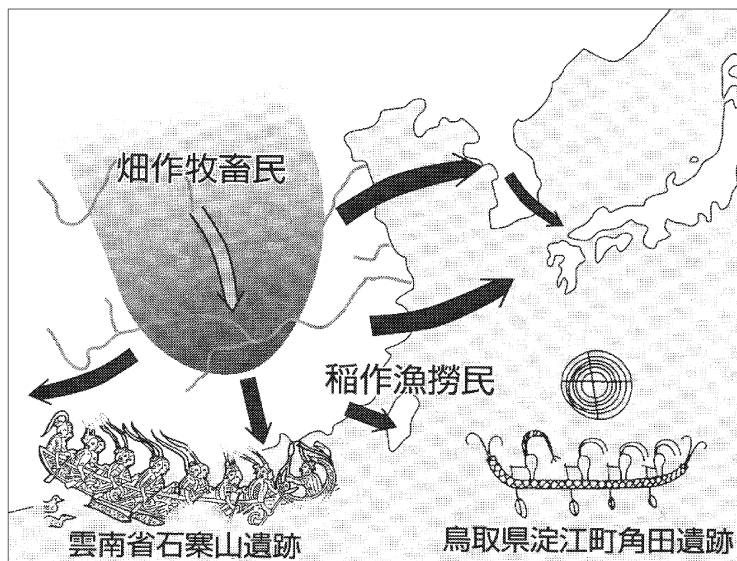 畑作牧畜民
稲作漁撈民
雲南省石寨山遺跡
鳥取県淀江町角田遺跡